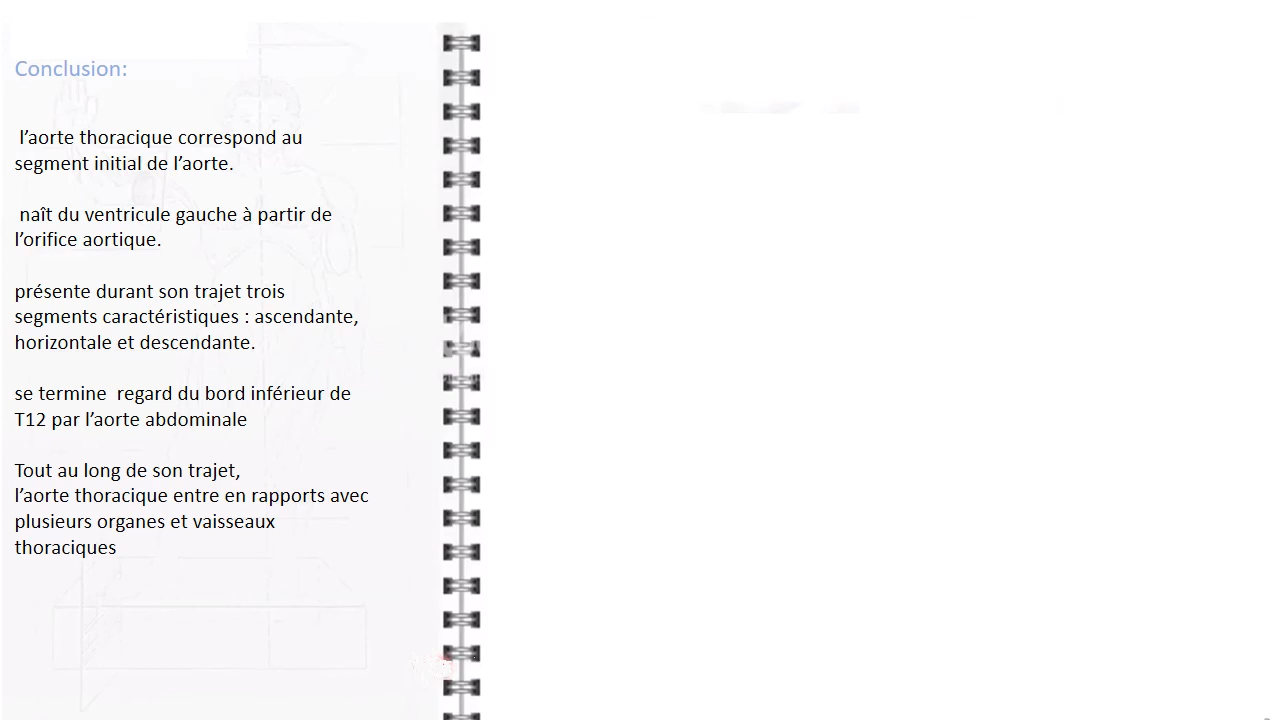 Conclusion:
l’aorte thoracique correspond au
segment initial de l’aorte.
naît du ventricule gauche à partir de
l’orifice aortique.
présente durant son trajet trois
segments caractéristiques : ascendante,
horizontale et descendante.
se termine  regard du bord inférieur de
T12 par l’aorte abdominale
Tout au long de son trajet,
l’aorte thoracique entre en rapports avec
plusieurs organes et vaisseaux
thoraciques